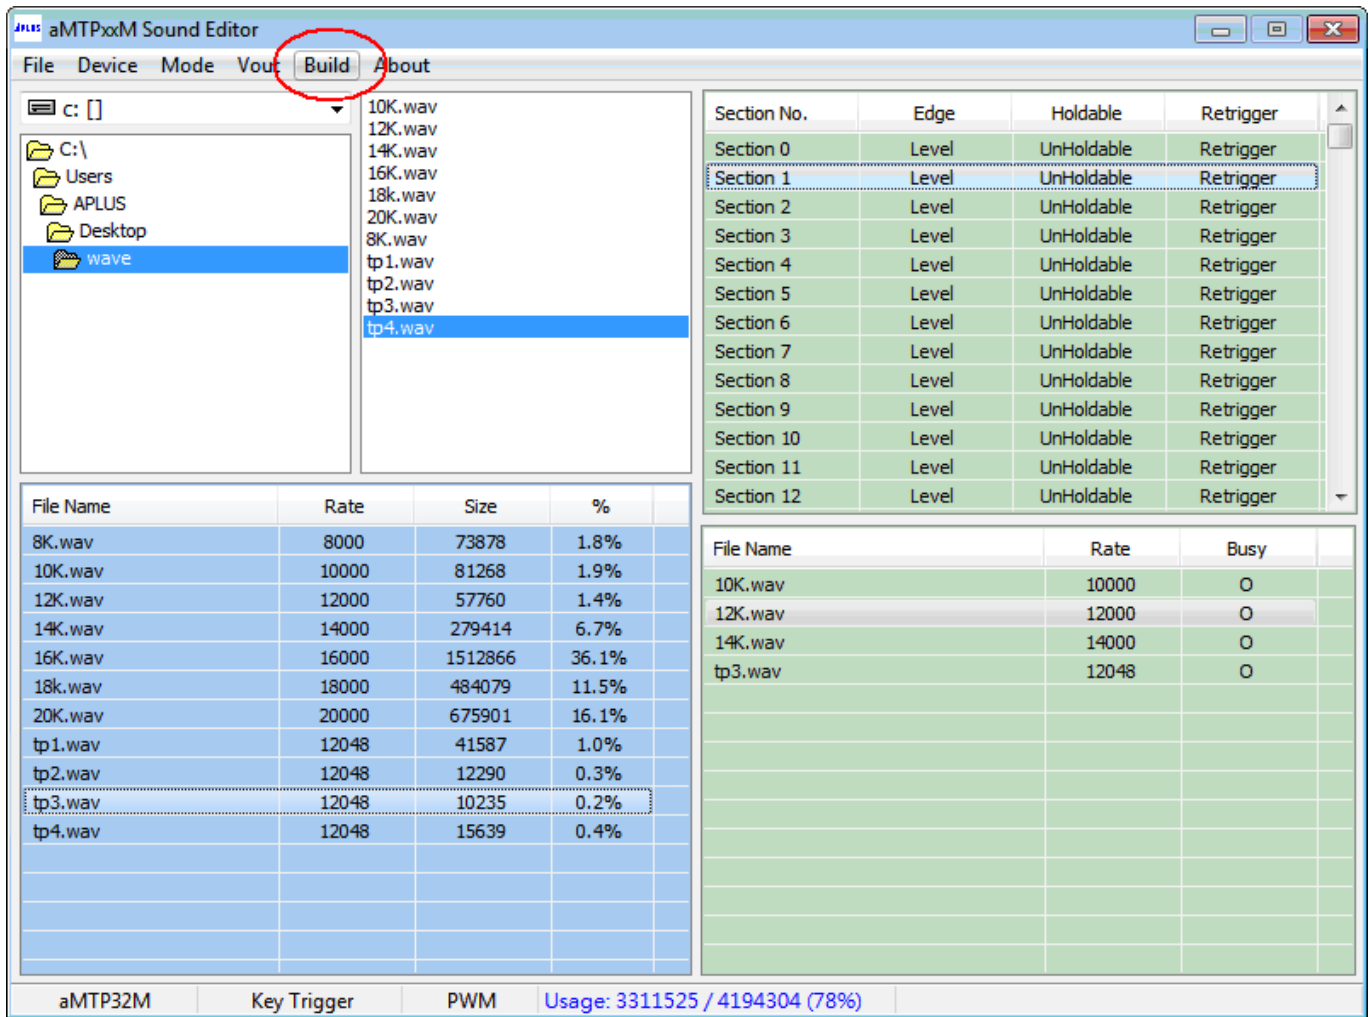 APLUS aMTPxxM Sound Editor
File Device Mode Vout Build About
c: []
C:\
Users
APLUS
Desktop
wave
10K.wav
12K.wav
14K.wav
16K.wav
18k.wav
20K.wav
8K.wav
tp1.wav
tp2.wav
tp3.wav
tp4.wav
Section No. Edge Holdable Retrigger
Section 0 Level UnHoldable Retrigger
Section 1 Level UnHoldable Retrigger
Section 2 Level UnHoldable Retrigger
Section 3 Level UnHoldable Retrigger
Section 4 Level UnHoldable Retrigger
Section 5 Level UnHoldable Retrigger
Section 6 Level UnHoldable Retrigger
Section 7 Level UnHoldable Retrigger
Section 8 Level UnHoldable Retrigger
Section 9 Level UnHoldable Retrigger
Section 10 Level UnHoldable Retrigger
Section 11 Level UnHoldable Retrigger
Section 12 Level UnHoldable Retrigger
File Name Rate Size %
8K.wav 8000 73878 1.8%
10K.wav 10000 81268 1.9%
12K.wav 12000 57760 1.4%
14K.wav 14000 279414 6.7%
16K.wav 16000 1512866 36.1%
18k.wav 18000 484079 11.5%
20K.wav 20000 675901 16.1%
tp1.wav 12048 41587 1.0%
tp2.wav 12048 12290 0.3%
tp3.wav 12048 10235 0.2%
tp4.wav 12048 15639 0.4%
File Name Rate Busy
10K.wav 10000 O
12K.wav 12000 O
14K.wav 14000 O
tp3.wav 12048 O
aMTP32M Key Trigger PWM Usage: 3311525 / 4194304 (78%)